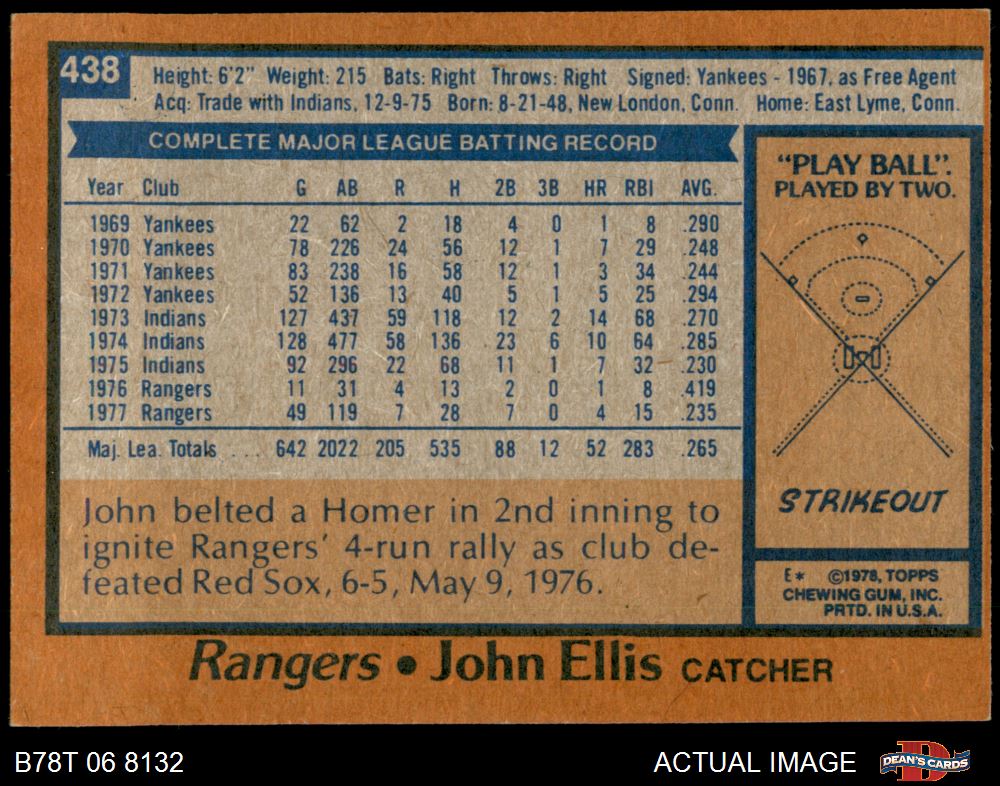 438
Height: 6'2" Weight: 215 Bats: Right Throws: Right Signed: Yankees - 1967, as Free Agent
Acq: Trade with Indians, 12-9-75 Born: 8-21-48, New London, Conn. Home: East Lyme, Conn.
COMPLETE MAJOR LEAGUE BATTING RECORD
Year Club G AB R H 2B 3B HR RBI AVG.
1969 Yankees 22 62 2 18 4 0 1 8 .290
1970 Yankees 78 226 24 56 12 1 7 29 .248
1971 Yankees 83 238 16 58 12 1 3 34 .244
1972 Yankees 52 136 13 40 5 1 5 25 .294
1973 Indians 127 437 59 118 12 2 14 68 .270
1974 Indians 128 477 58 136 23 6 10 64 .285
1975 Indians 92 296 22 68 11 1 7 32 .230
1976 Rangers 11 31 4 13 2 0 1 8 .419
1977 Rangers 49 119 7 28 7 0 4 15 .235
Maj. Lea. Totals . . . 642 2022 205 535 88 12 52 283 .265
John belted a Homer in 2nd inning to
ignite Rangers' 4-run rally as club de-
feated Red Sox, 6-5, May 9, 1976.
"PLAY BALL".
PLAYED BY TWO.
STRIKEOUT
E* ©1978, TOPPS
CHEWING GUM, INC.
PRTD. IN U.S.A.
Rangers • John Ellis CATCHER
B78T 06 8132
ACTUAL IMAGE
D
DEAN'S CARDS